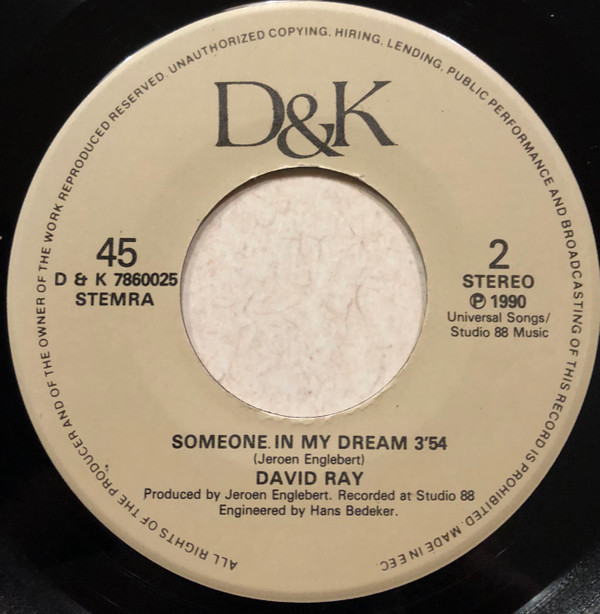 ALL RIGHTS OF THE PRODUCER AND OF THE OWNER OF THE WORK REPRODUCED RESERVED. UNAUTHORIZED COPYING, HIRING, LENDING, PUBLIC PERFORMANCE AND BROADCASTING OF THIS RECORD IS PROHIBITED. MADE IN EEC.
D&K
45
D & K 7860025
STEMRA
2
STEREO
℗ 1990
Universal Songs/
Studio 88 Music
SOMEONE IN MY DREAM 3'54
(Jeroen Englebert)
DAVID RAY
Produced by Jeroen Englebert. Recorded at Studio 88
Engineered by Hans Bedeker.